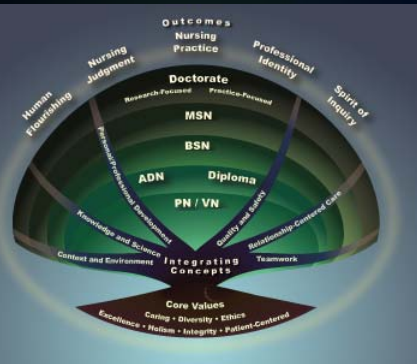 Outcomes
Nursing
Practice
Nursing
Judgment
Professional
Identity
Human
Flourishing
Spirit of
Inquiry
Doctorate
Research-Focused Practice-Focused
MSN
BSN
ADN Diploma
PN / VN
Personal/Professional Development
Quality and Safety
Knowledge and Science
Relationship-Centered Care
Context and Environment
Integrating
Concepts
Teamwork
Core Values
Caring • Diversity • Ethics
Excellence • Holism • Integrity • Patient-Centered